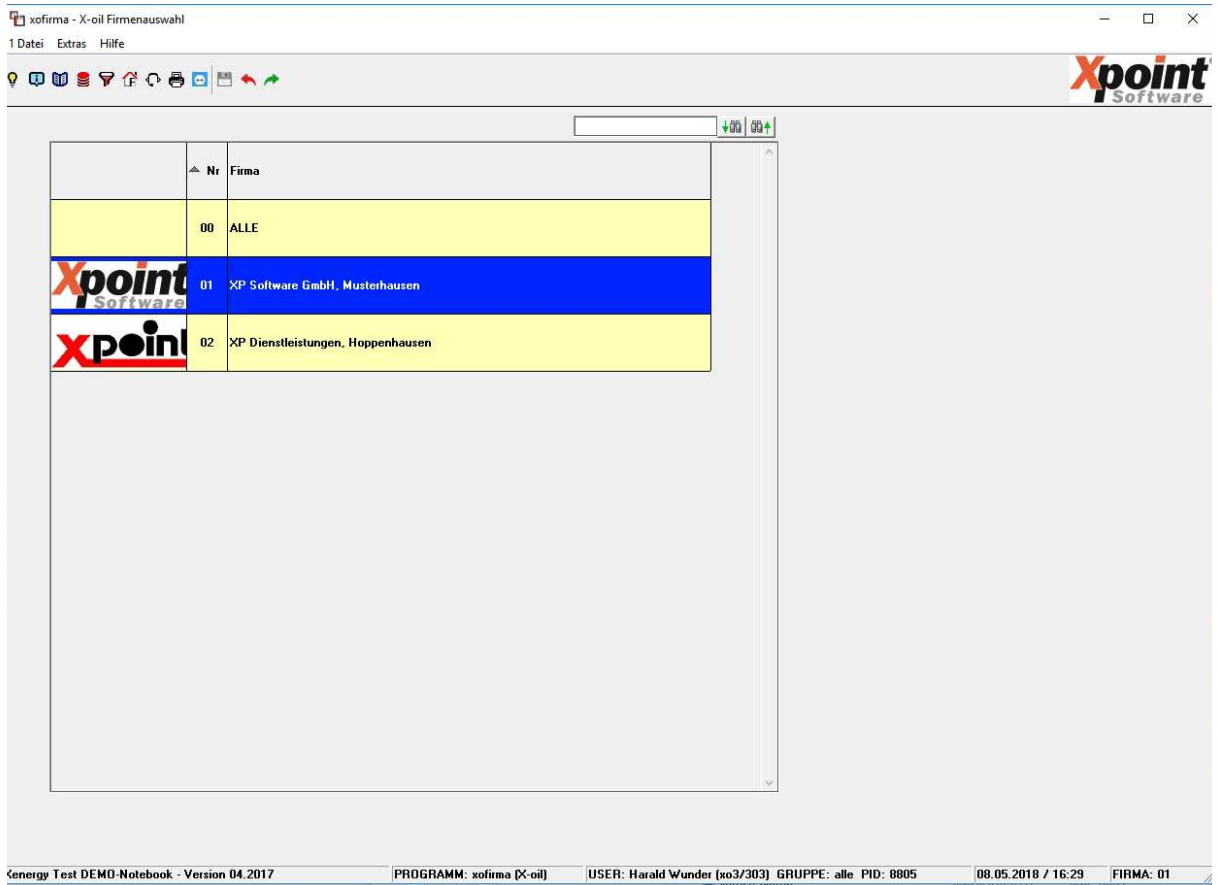 xofirma - X-oil Firmenauswahl
1 Datei Extras Hilfe
Xpoint
Software
Nr Firma
00 ALLE
Xpoint
Software
01 XP Software GmbH, Musterhausen
xpoint
02 XP Dienstleistungen, Hoppenhausen
Xenergy Test DEMO-Notebook - Version 04.2017 PROGRAMM: xofirma (X-oil) USER: Harald Wunder (xo3/303) GRUPPE: alle PID: 8805 08.05.2018 / 16:29 FIRMA: 01